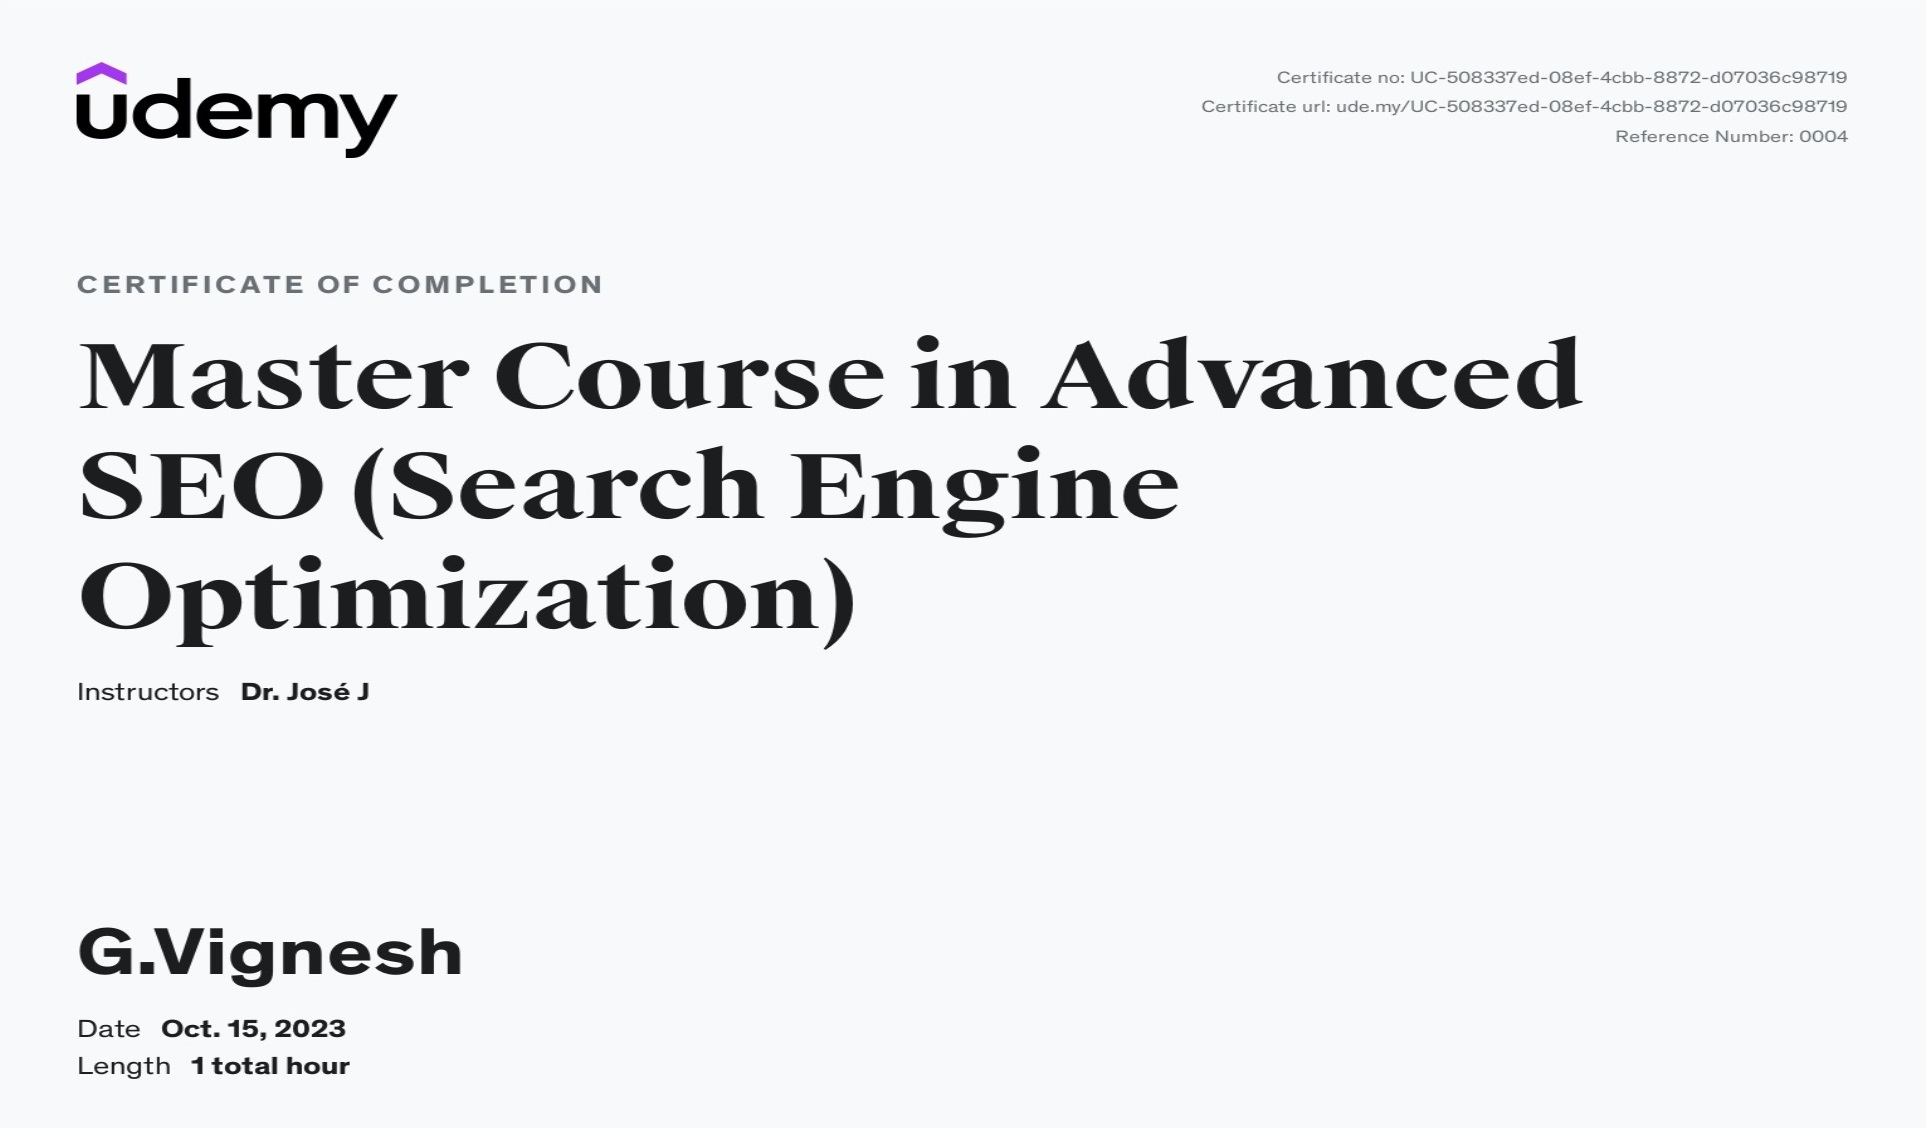 udemy
Certificate no: UC-508337ed-08ef-4cbb-8872-d07036c98719
Certificate url: ude.my/UC-508337ed-08ef-4cbb-8872-d07036c98719
Reference Number: 0004
CERTIFICATE OF COMPLETION
Master Course in Advanced
SEO (Search Engine
Optimization)
Instructors Dr. José J
G.Vignesh
Date Oct. 15, 2023
Length 1 total hour